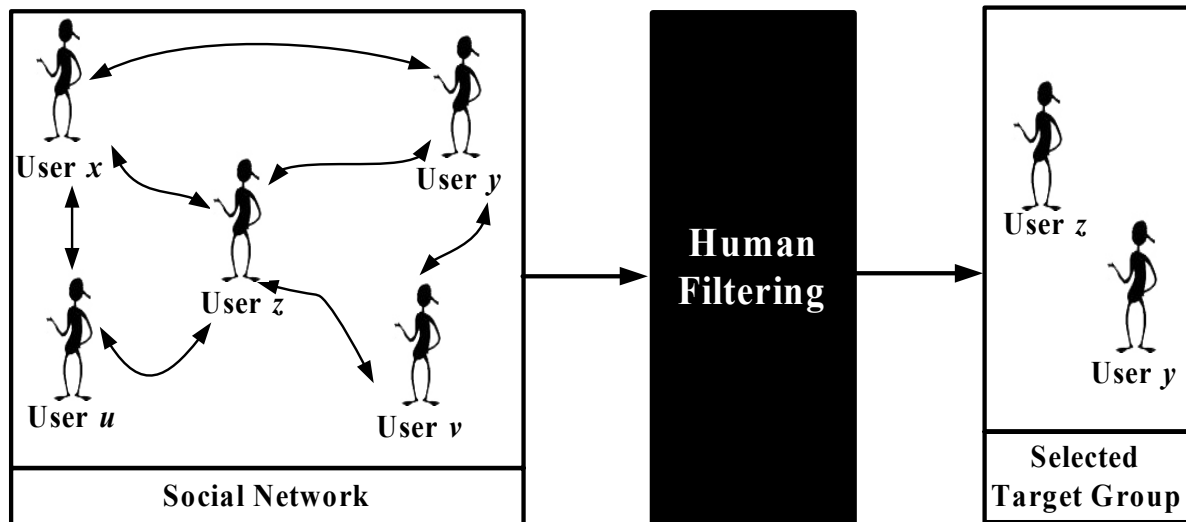 User x
User y
User z
User u
User v
Social Network
Human
Filtering
User z
User y
Selected
Target Group